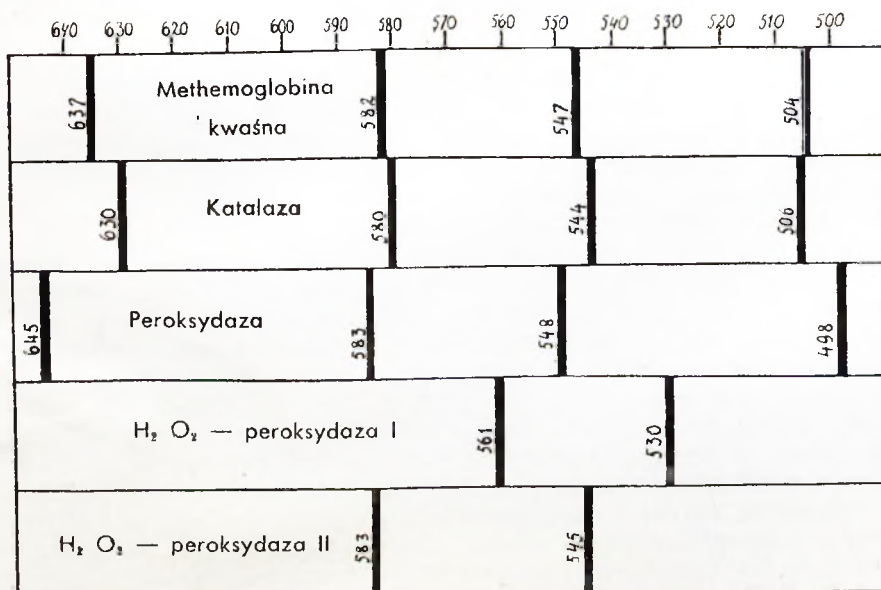 640 630 620 610 600 590 580 570 560 550 540 530 520 510 500
637 Methemoglobina 582 547 504
kwaśna
630 Katalaza 580 544 506
645 Peroksydaza 583 548 498
H₂ O₂ — peroksydaza I 561 530
H₂ O₂ — peroksydaza II 583 545